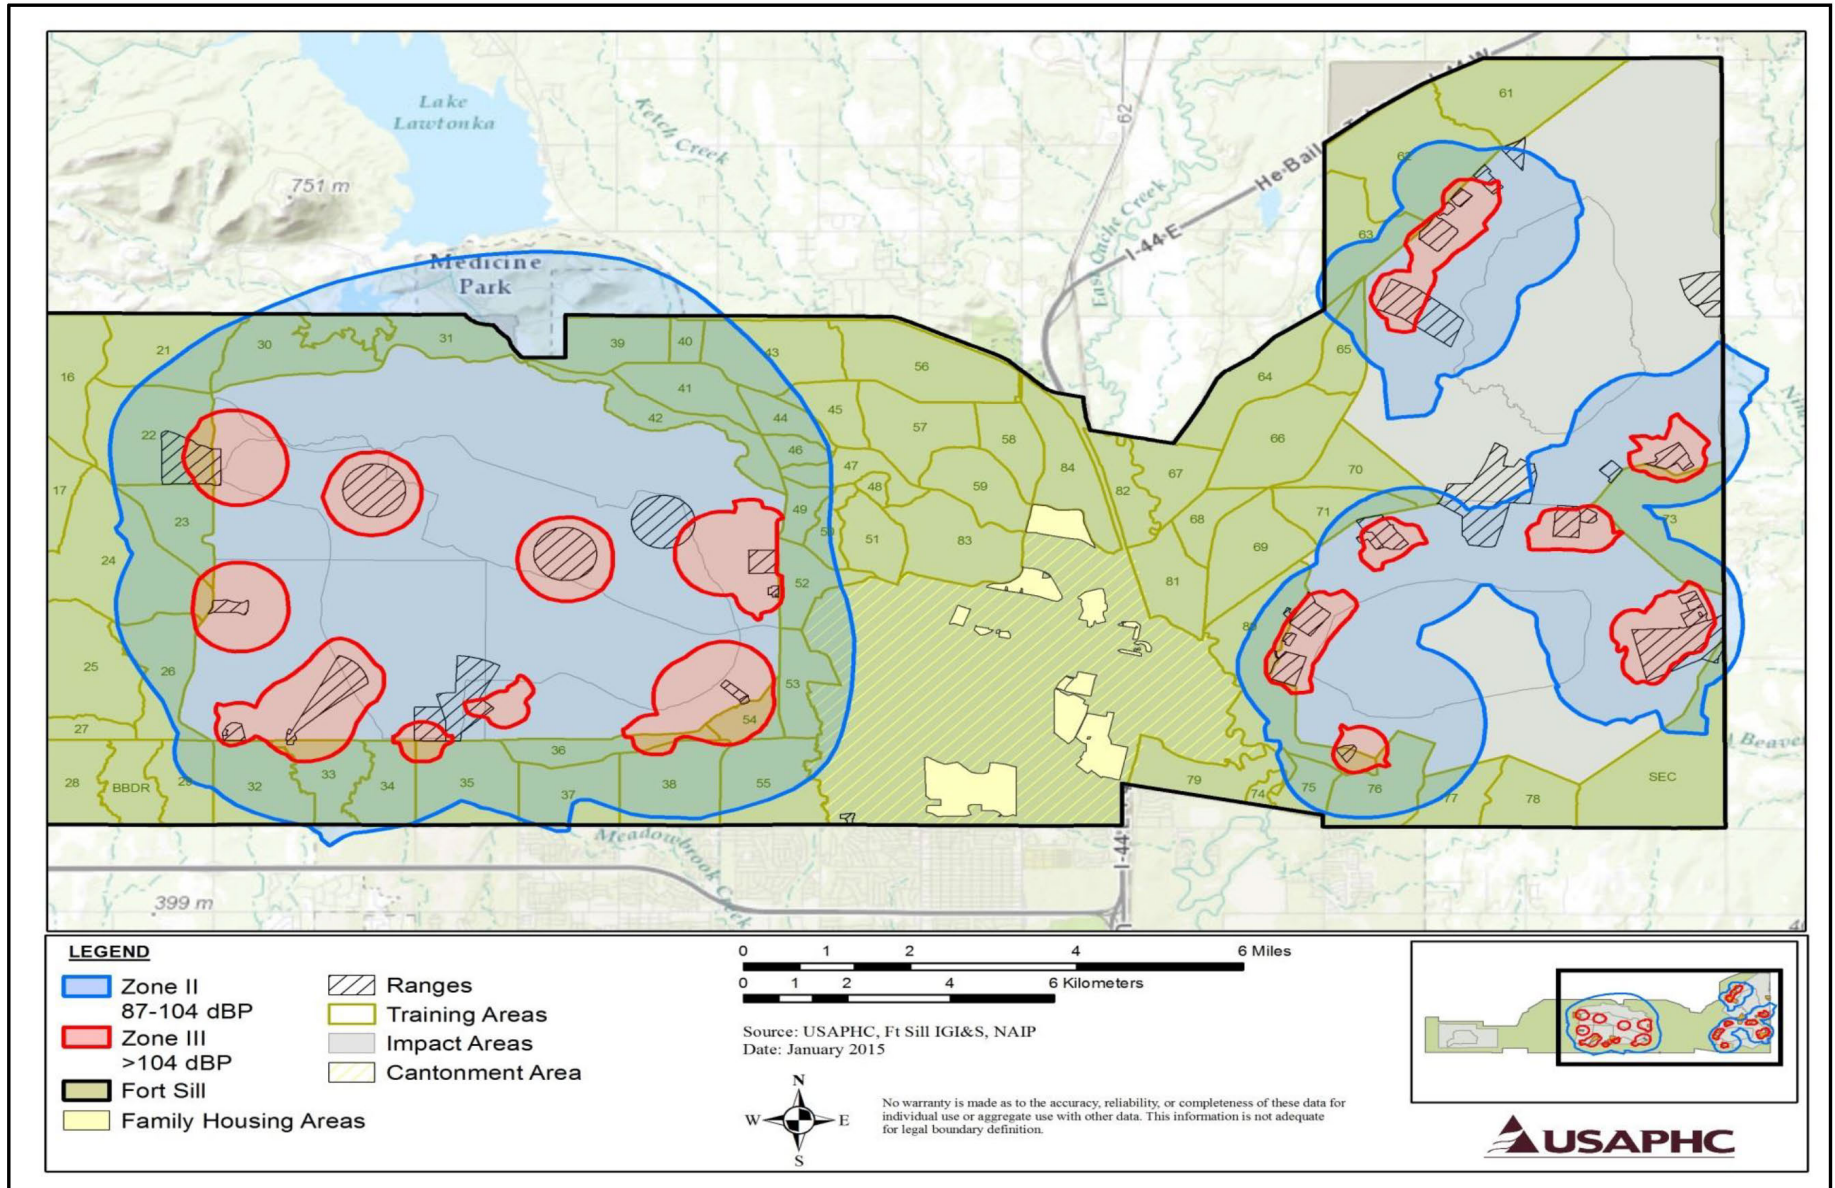 Lake
Lawtonka
Ketch Creek
62
I-44 W
He-Bail
61
751 m
62
East Cache Creek
I-44-E
63
Medicine
Park
21
30
31
39
40
43
65
16
56
64
41
42
44
45
22
57
58
66
46
47
84
67
70
17
48
59
82
23
49
68
71
73
50
51
83
69
24
52
81
89
25
26
53
54
27
36
28
BBDR
29
32
33
34
35
37
38
55
79
74
75
76
77
78
SEC
Beaver
Meadowbrook Creek
I-44-E
399 m
LEGEND
Zone II
87-104 dBP
Zone III
>104 dBP
Fort Sill
Family Housing Areas
Ranges
Training Areas
Impact Areas
Cantonment Area
0 1 2 4 6 Miles
0 1 2 4 6 Kilometers
Source: USAPHC, Ft Sill IGI&S, NAIP
Date: January 2015
N
W E
S
No warranty is made as to the accuracy, reliability, or completeness of these data for
individual use or aggregate use with other data. This information is not adequate
for legal boundary definition.
USAPHC